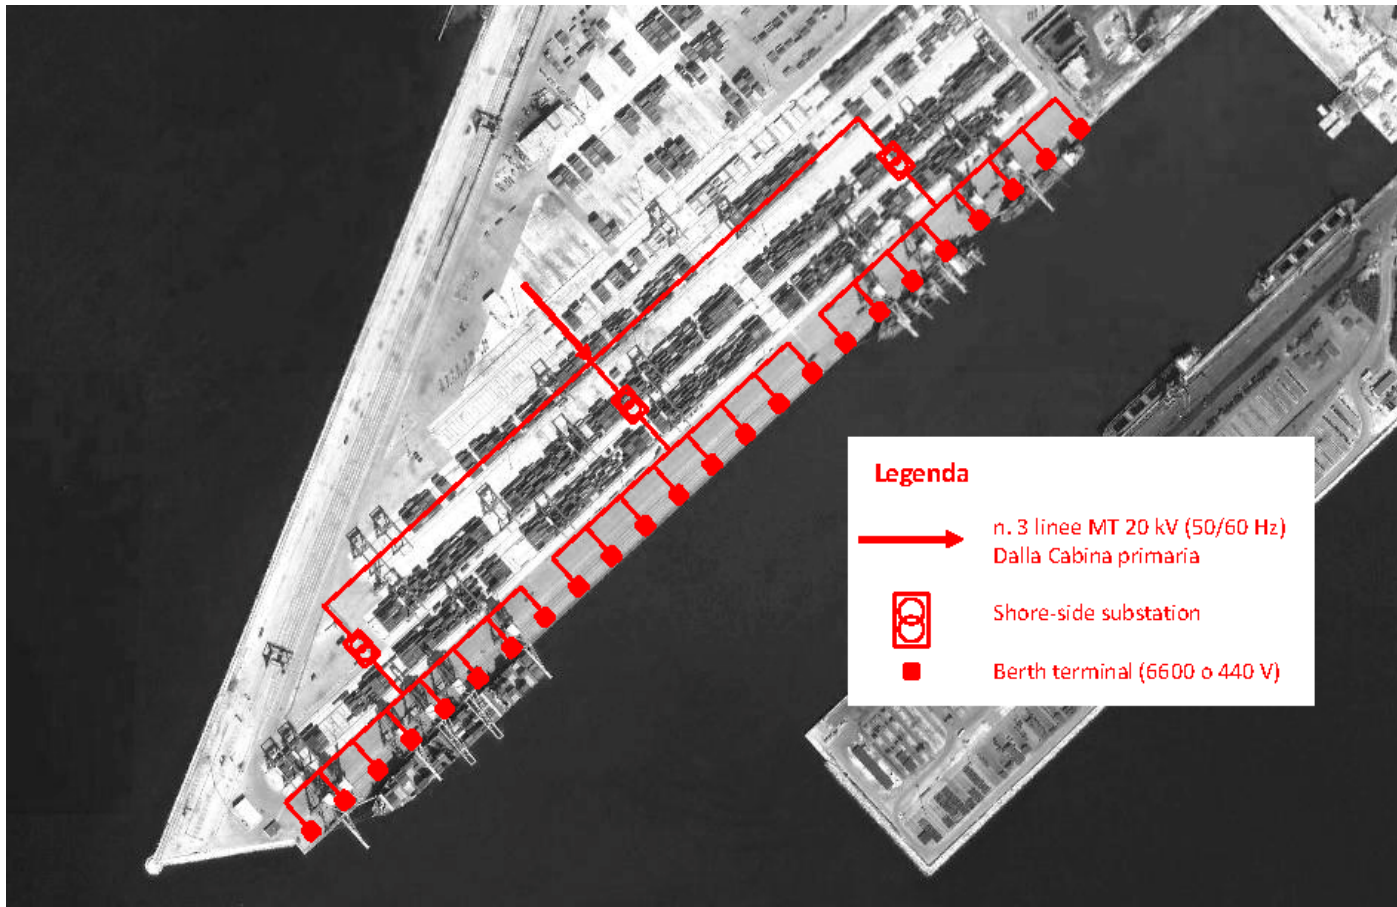 Legenda
n. 3 linee MT 20 kV (50/60 Hz)
Dalla Cabina primaria
Shore-side substation
Berth terminal (6600 o 440 V)